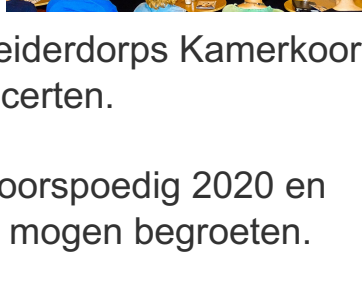 eiderdorps Kamerkoor
certen.
oorspoedig 2020 en
mogen begroeten.